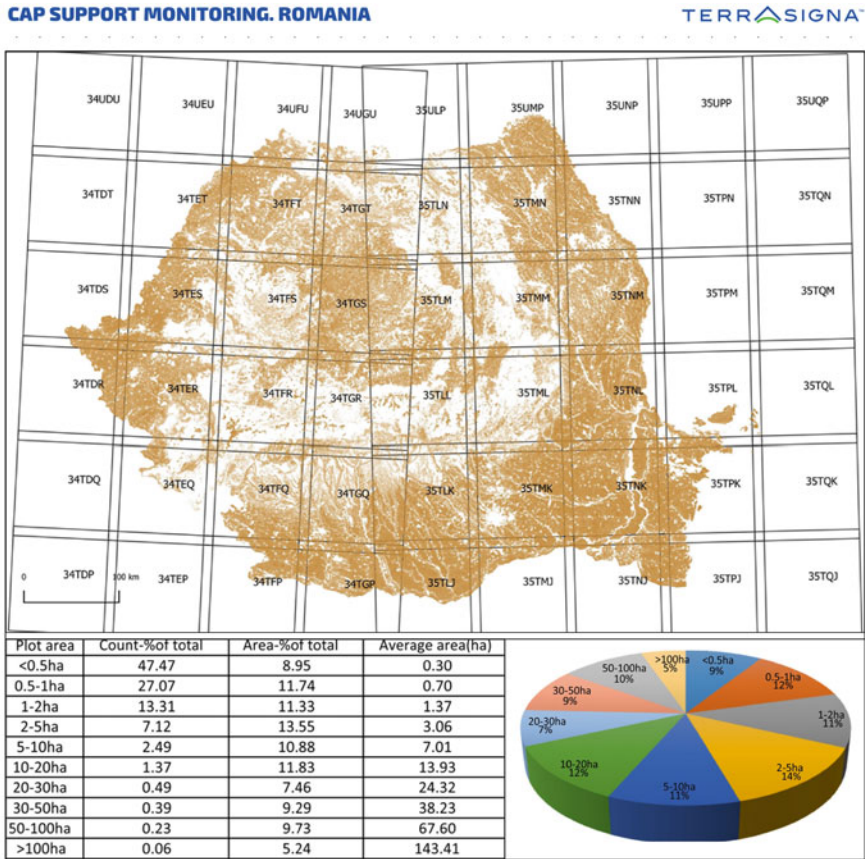 CAP SUPPORT MONITORING. ROMANIA
TERRASIGNA™
34UDU 34UEU 34UFU 34UGU 35ULP 35UMP 35UNP 35UPP 35UQP
34TDT 34TET 34TFT 34TGT 35TLN 35TMN 35TNN 35TPN 35TQN
34TDS 34TES 34TFS 34TGS 35TLM 35TMM 35TNM 35TPM 35TQM
34TDR 34TER 34TFR 34TGR 35TLL 35TML 35TNL 35TPL 35TQL
34TDQ 34TEQ 34TFQ 34TGQ 35TLK 35TMK 35TNK 35TPK 35TQK
0 100 km
34TDP 34TEP 34TFP 34TGP 35TLJ 35TMJ 35TNJ 35TPJ 35TQJ
Plot area Count-%of total Area-%of total Average area(ha)
<0.5ha 47.47 8.95 0.30
0.5-1ha 27.07 11.74 0.70
1-2ha 13.31 11.33 1.37
2-5ha 7.12 13.55 3.06
5-10ha 2.49 10.88 7.01
10-20ha 1.37 11.83 13.93
20-30ha 0.49 7.46 24.32
30-50ha 0.39 9.29 38.23
50-100ha 0.23 9.73 67.60
>100ha 0.06 5.24 143.41
<0.5ha
9%
0.5-1ha
12%
1-2ha
11%
2-5ha
14%
5-10ha
11%
10-20ha
12%
20-30ha
7%
30-50ha
9%
50-100ha
10%
>100ha
5%